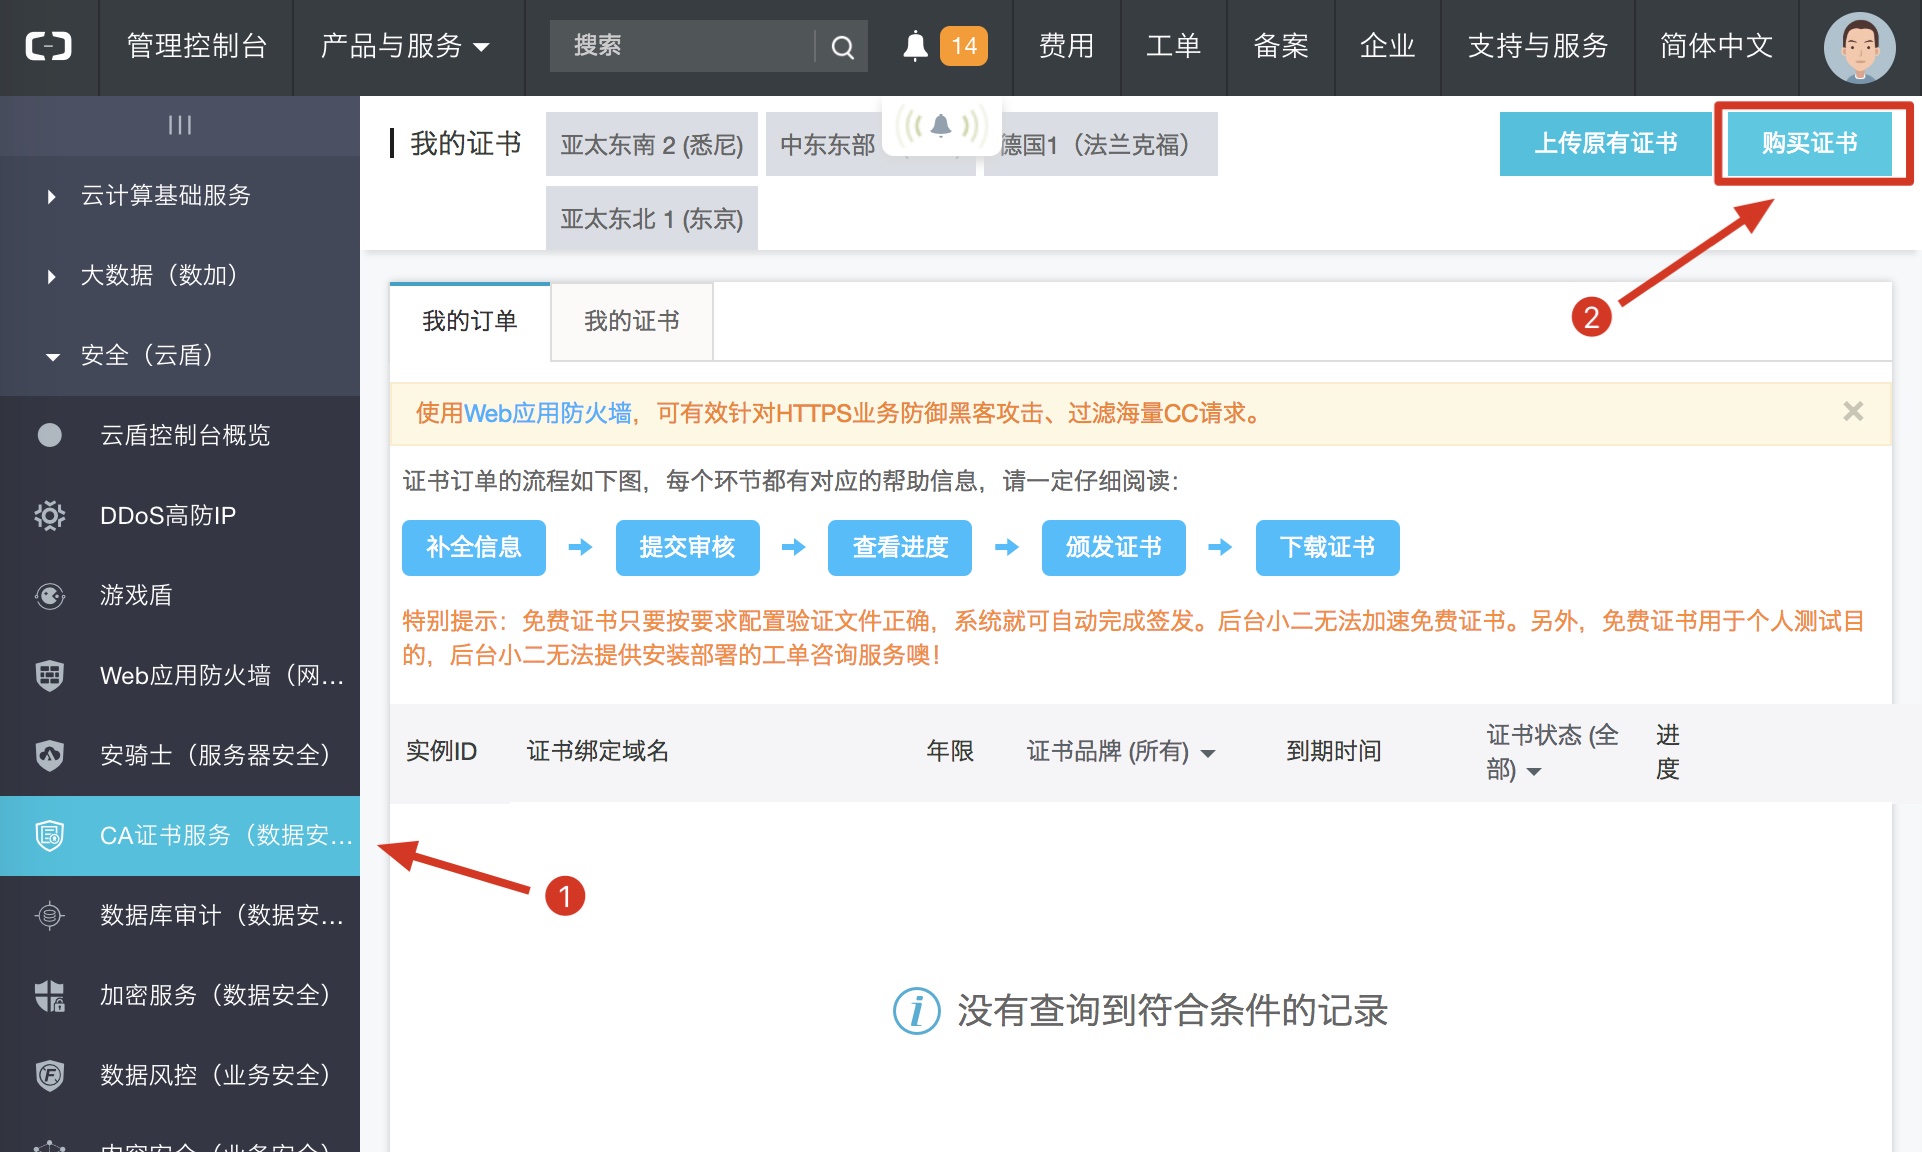 管理控制台
产品与服务
搜索
14
费用
工单
备案
企业
支持与服务
简体中文
云计算基础服务
大数据（数加）
安全（云盾）
云盾控制台概览
DDoS高防IP
游戏盾
Web应用防火墙（网...
安骑士（服务器安全）
CA证书服务（数据安...
数据库审计（数据安...
加密服务（数据安全）
数据风控（业务安全）
内容安全（业务安全）
我的证书
亚太东南 2 (悉尼)
中东东部
德国1（法兰克福）
亚太东北 1 (东京)
上传原有证书
购买证书
2
我的订单
我的证书
使用Web应用防火墙，可有效针对HTTPS业务防御黑客攻击、过滤海量CC请求。
证书订单的流程如下图，每个环节都有对应的帮助信息，请一定仔细阅读：
补全信息
提交审核
查看进度
颁发证书
下载证书
特别提示：免费证书只要按要求配置验证文件正确，系统就可自动完成签发。后台小二无法加速免费证书。另外，免费证书用于个人测试目
的，后台小二无法提供安装部署的工单咨询服务噢！
实例ID
证书绑定域名
年限
证书品牌 (所有)
到期时间
证书状态 (全
部)
进
度
1
没有查询到符合条件的记录